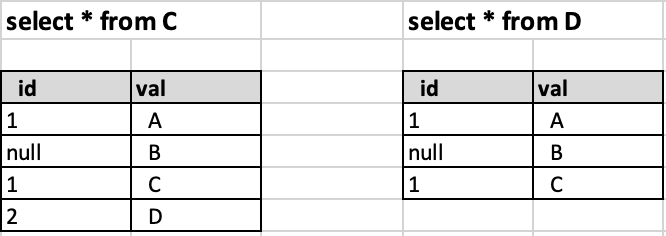 select * from C select * from D
id val id val
1 A 1 A
null B null B
1 C 1 C
2 D